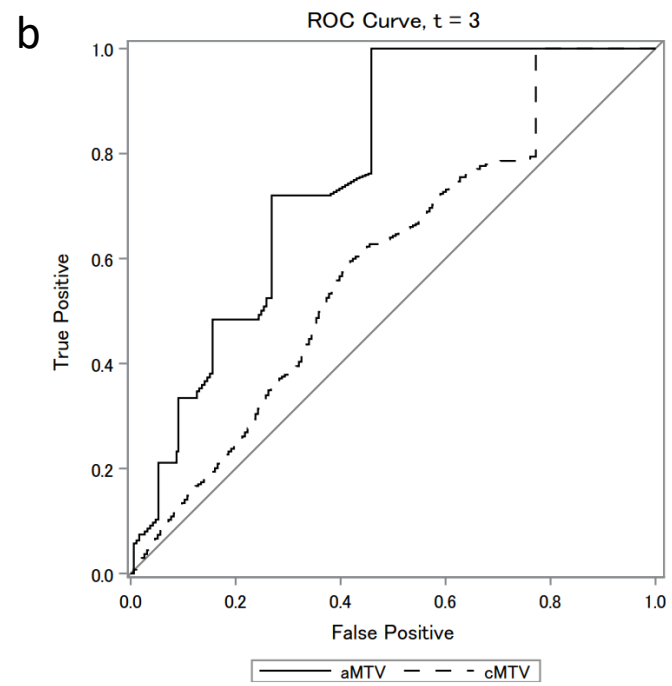 b
ROC Curve, t = 3
1.0
0.8
0.6
0.4
0.2
0.0
True Positive
0.0 0.2 0.4 0.6 0.8 1.0
False Positive
aMTV cMTV